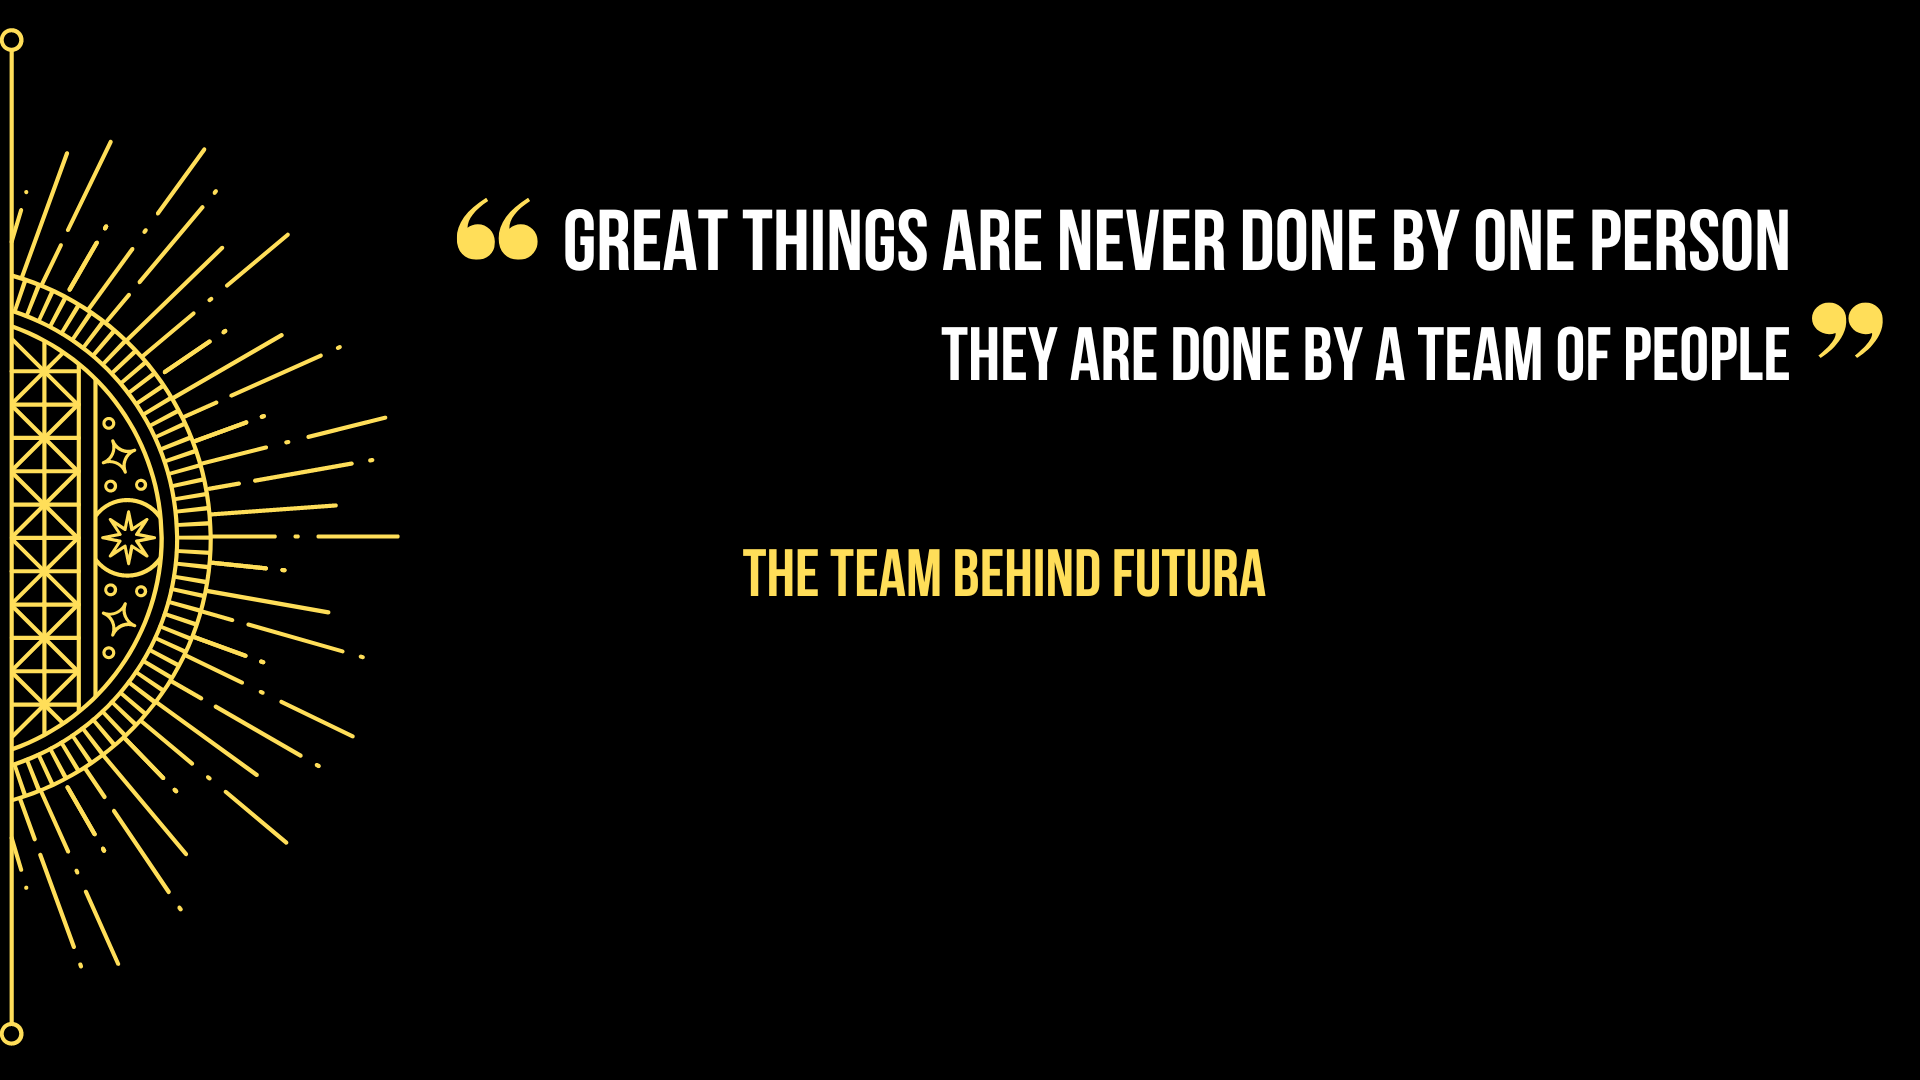 “ GREAT THINGS ARE NEVER DONE BY ONE PERSON
THEY ARE DONE BY A TEAM OF PEOPLE ”
THE TEAM BEHIND FUTURA